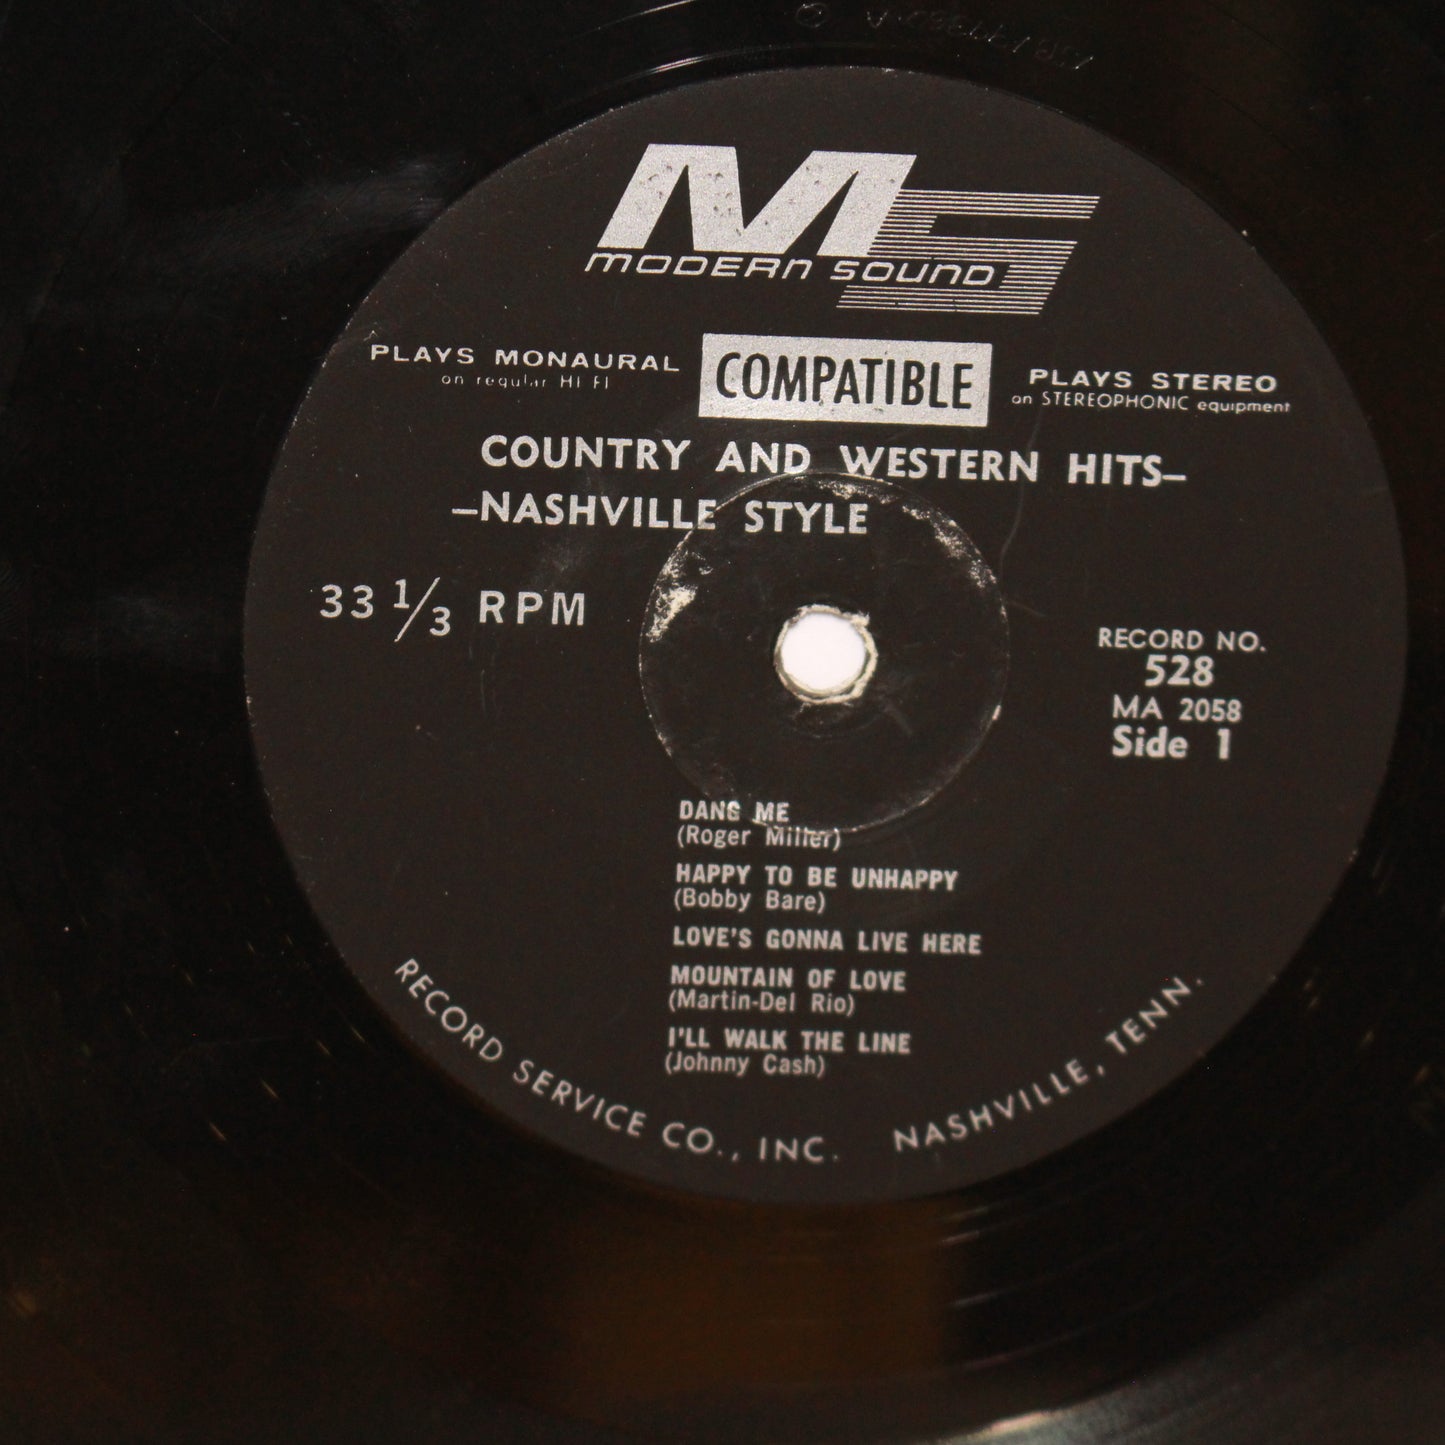 MS
MODERN SOUND
PLAYS MONAURAL
on regular HI FI
COMPATIBLE
PLAYS STEREO
on STEREOPHONIC equipment
COUNTRY AND WESTERN HITS–
–NASHVILLE STYLE
33 1/3 RPM
RECORD NO.
528
MA 2058
Side 1
DANG ME
(Roger Miller)
HAPPY TO BE UNHAPPY
(Bobby Bare)
LOVE'S GONNA LIVE HERE
MOUNTAIN OF LOVE
(Martin-Del Rio)
I'LL WALK THE LINE
(Johnny Cash)
RECORD SERVICE CO., INC. NASHVILLE, TENN.